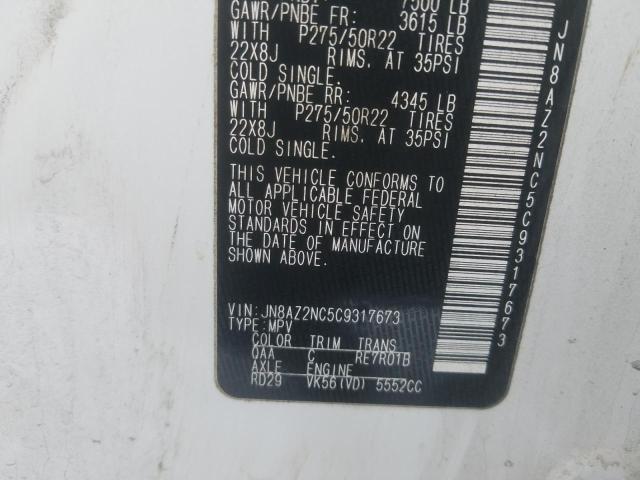 7500 LB
GAWR/PNBE FR: 3615 LB
WITH P275/50R22 TIRES
22X8J RIMS. AT 35PSI
COLD SINGLE.
GAWR/PNBE RR: 4345 LB
WITH P275/50R22 TIRES
22X8J RIMS. AT 35PSI
COLD SINGLE.
THIS VEHICLE CONFORMS TO
ALL APPLICABLE FEDERAL
MOTOR VEHICLE SAFETY
STANDARDS IN EFFECT ON
THE DATE OF MANUFACTURE
SHOWN ABOVE.
VIN:JN8AZ2NC5C9317673
TYPE:MPV
COLOR TRIM TRANS
QAA C RE7R01B
AXLE ENGINE
RD29 VK56(VD) 5552CC
JN8AZ2NC5C9317673